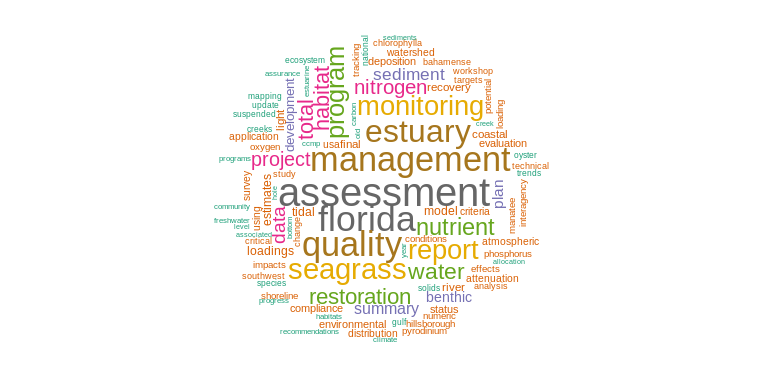 sediments
chlorophylla
national
tracking
watershed
ecosystem
deposition
bahamense
program
assurance
estuarine
habitat
sediment
workshop
targets
nitrogen
recovery
potential
mapping
development
update
total
carbon
monitoring
loading
suspended
light
creeks
old
estuary
creek
coastal
application
evaluation
oxygen
ccmp
usafinal
oyster
programs
project
management
technical
trends
study
survey
estimates
hole
assessment
plan
manatee
interagency
community
using
data
tidal
florida
model
criteria
freshwater
level
bottom
change
nutrient
associated
critical
quality
conditions
atmospheric
loadings
year
report
phosphorus
allocation
impacts
seagrass
water
effects
southwest
attenuation
species
solids
river
analysis
shoreline
restoration
benthic
progress
compliance
summary
status
habitats
numeric
environmental
gulf
hillsborough
recommendations
distribution
pyrodinium
climate